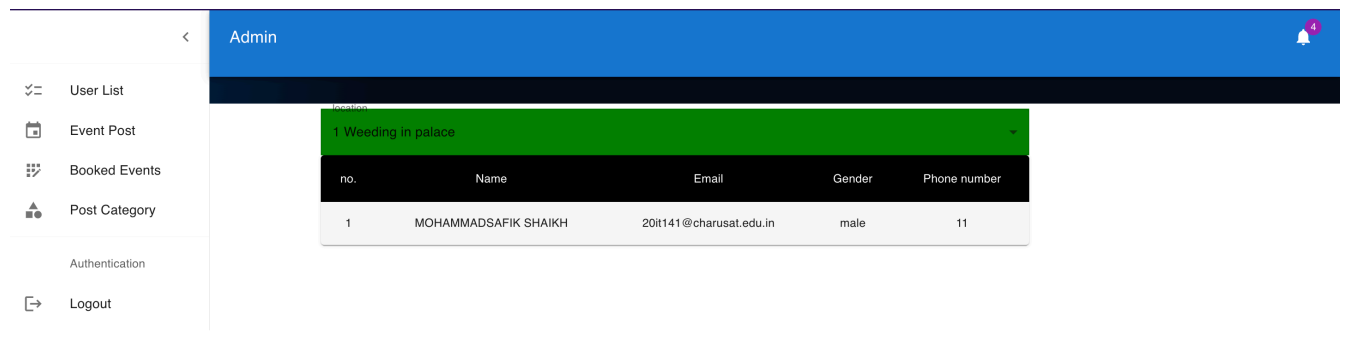 Admin
4
User List
Event Post
Booked Events
Post Category
Authentication
Logout
location
1 Weeding in palace
no. Name Email Gender Phone number
1 MOHAMMADSAFIK SHAIKH 20it141@charusat.edu.in male 11